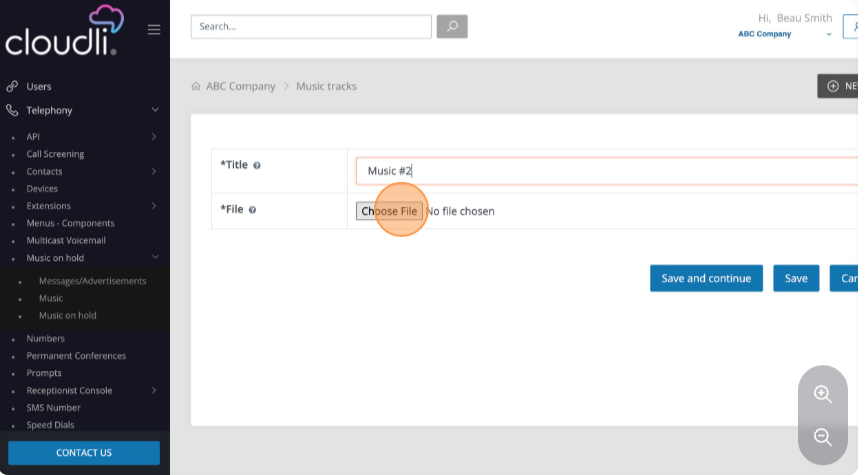 cloudli®
Search...
Hi, Beau Smith
ABC Company
Users
Telephony
API
Call Screening
Contacts
Devices
Extensions
Menus - Components
Multicast Voicemail
Music on hold
Messages/Advertisements
Music
Music on hold
Numbers
Permanent Conferences
Prompts
Receptionist Console
SMS Number
Speed Dials
CONTACT US
ABC Company > Music tracks
NE
*Title
Music #2
*File
Choose File No file chosen
Save and continue
Save
Can